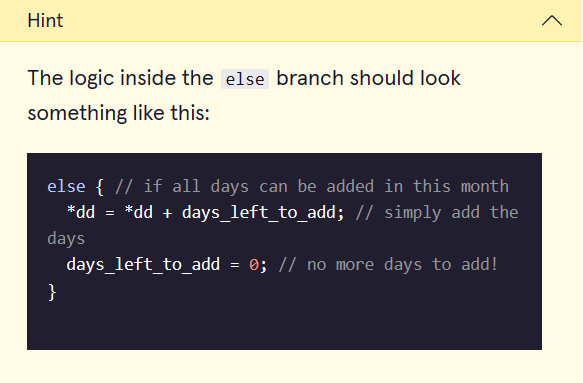 Hint
The logic inside the else branch should look
something like this:
else { // if all days can be added in this month
  *dd = *dd + days_left_to_add; // simply add the
days
  days_left_to_add = 0; // no more days to add!
}